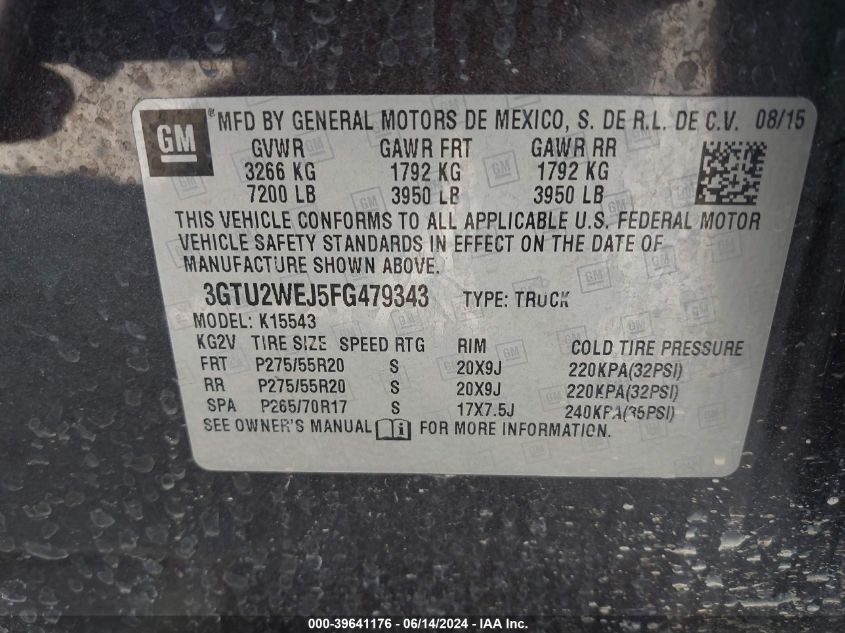 GM
MFD BY GENERAL MOTORS DE MEXICO, S. DE R.L. DE C.V. 08/15
GVWR GAWR FRT GAWR RR
3266 KG 1792 KG 1792 KG
7200 LB 3950 LB 3950 LB
THIS VEHICLE CONFORMS TO ALL APPLICABLE U.S. FEDERAL MOTOR
VEHICLE SAFETY STANDARDS IN EFFECT ON THE DATE OF
MANUFACTURE SHOWN ABOVE.
3GTU2WEJ5FG479343 TYPE: TRUCK
MODEL: K15543
KG2V TIRE SIZE SPEED RTG RIM COLD TIRE PRESSURE
FRT P275/55R20 S 20X9J 220KPA(32PSI)
RR P275/55R20 S 20X9J 220KPA(32PSI)
SPA P265/70R17 S 17X7.5J 240KPA(35PSI)
SEE OWNER'S MANUAL FOR MORE INFORMATION.
000-39641176 / 06/14/2024 - IAA Inc.